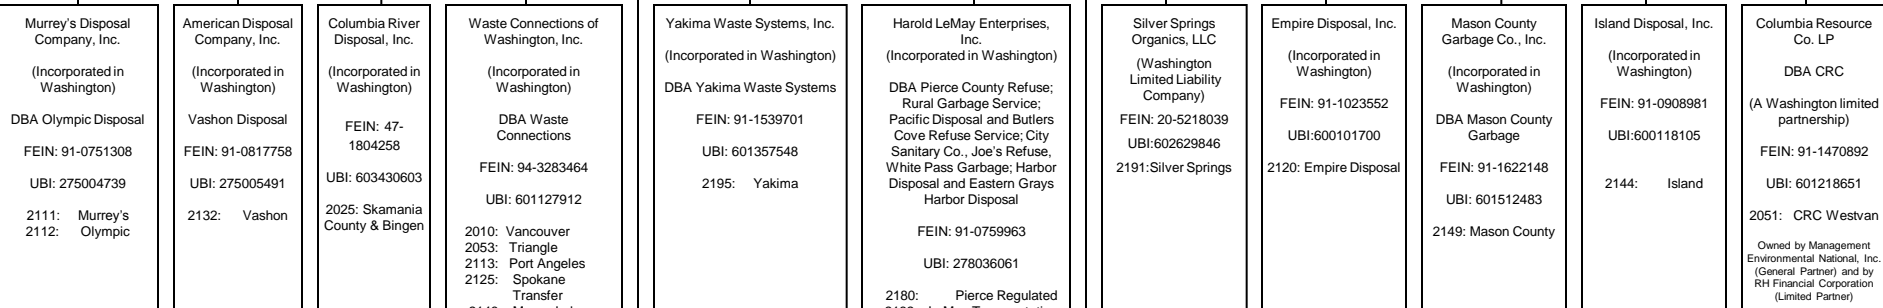 Murrey's Disposal
Company, Inc.
(Incorporated in
Washington)
DBA Olympic Disposal
FEIN: 91-0751308
UBI: 275004739
2111: Murrey's
2112: Olympic
American Disposal
Company, Inc.
(Incorporated in
Washington)
Vashon Disposal
FEIN: 91-0817758
UBI: 275005491
2132: Vashon
Columbia River
Disposal, Inc.
(Incorporated in
Washington)
FEIN: 47-
1804258
UBI: 603430603
2025: Skamania
County & Bingen
Waste Connections of
Washington, Inc.
(Incorporated in
Washington)
DBA Waste
Connections
FEIN: 94-3283464
UBI: 601127912
2010: Vancouver
2053: Triangle
2113: Port Angeles
2125: Spokane
Transfer
Yakima Waste Systems, Inc.
(Incorporated in Washington)
DBA Yakima Waste Systems
FEIN: 91-1539701
UBI: 601357548
2195: Yakima
Harold LeMay Enterprises,
Inc.
(Incorporated in Washington)
DBA Pierce County Refuse;
Rural Garbage Service;
Pacific Disposal and Butlers
Cove Refuse Service; City
Sanitary Co., Joe's Refuse,
White Pass Garbage; Harbor
Disposal and Eastern Grays
Harbor Disposal
FEIN: 91-0759963
UBI: 278036061
2180: Pierce Regulated
Silver Springs
Organics, LLC
(Washington
Limited Liability
Company)
FEIN: 20-5218039
UBI:602629846
2191:Silver Springs
Empire Disposal, Inc.
(Incorporated in
Washington)
FEIN: 91-1023552
UBI:600101700
2120: Empire Disposal
Mason County
Garbage Co., Inc.
(Incorporated in
Washington)
DBA Mason County
Garbage
FEIN: 91-1622148
UBI: 601512483
2149: Mason County
Island Disposal, Inc.
(Incorporated in
Washington)
FEIN: 91-0908981
UBI:600118105
2144: Island
Columbia Resource
Co. LP
DBA CRC
(A Washington limited
partnership)
FEIN: 91-1470892
UBI: 601218651
2051: CRC Westvan
Owned by Management
Environmental National, Inc.
(General Partner) and by
RH Financial Corporation
(Limited Partner)